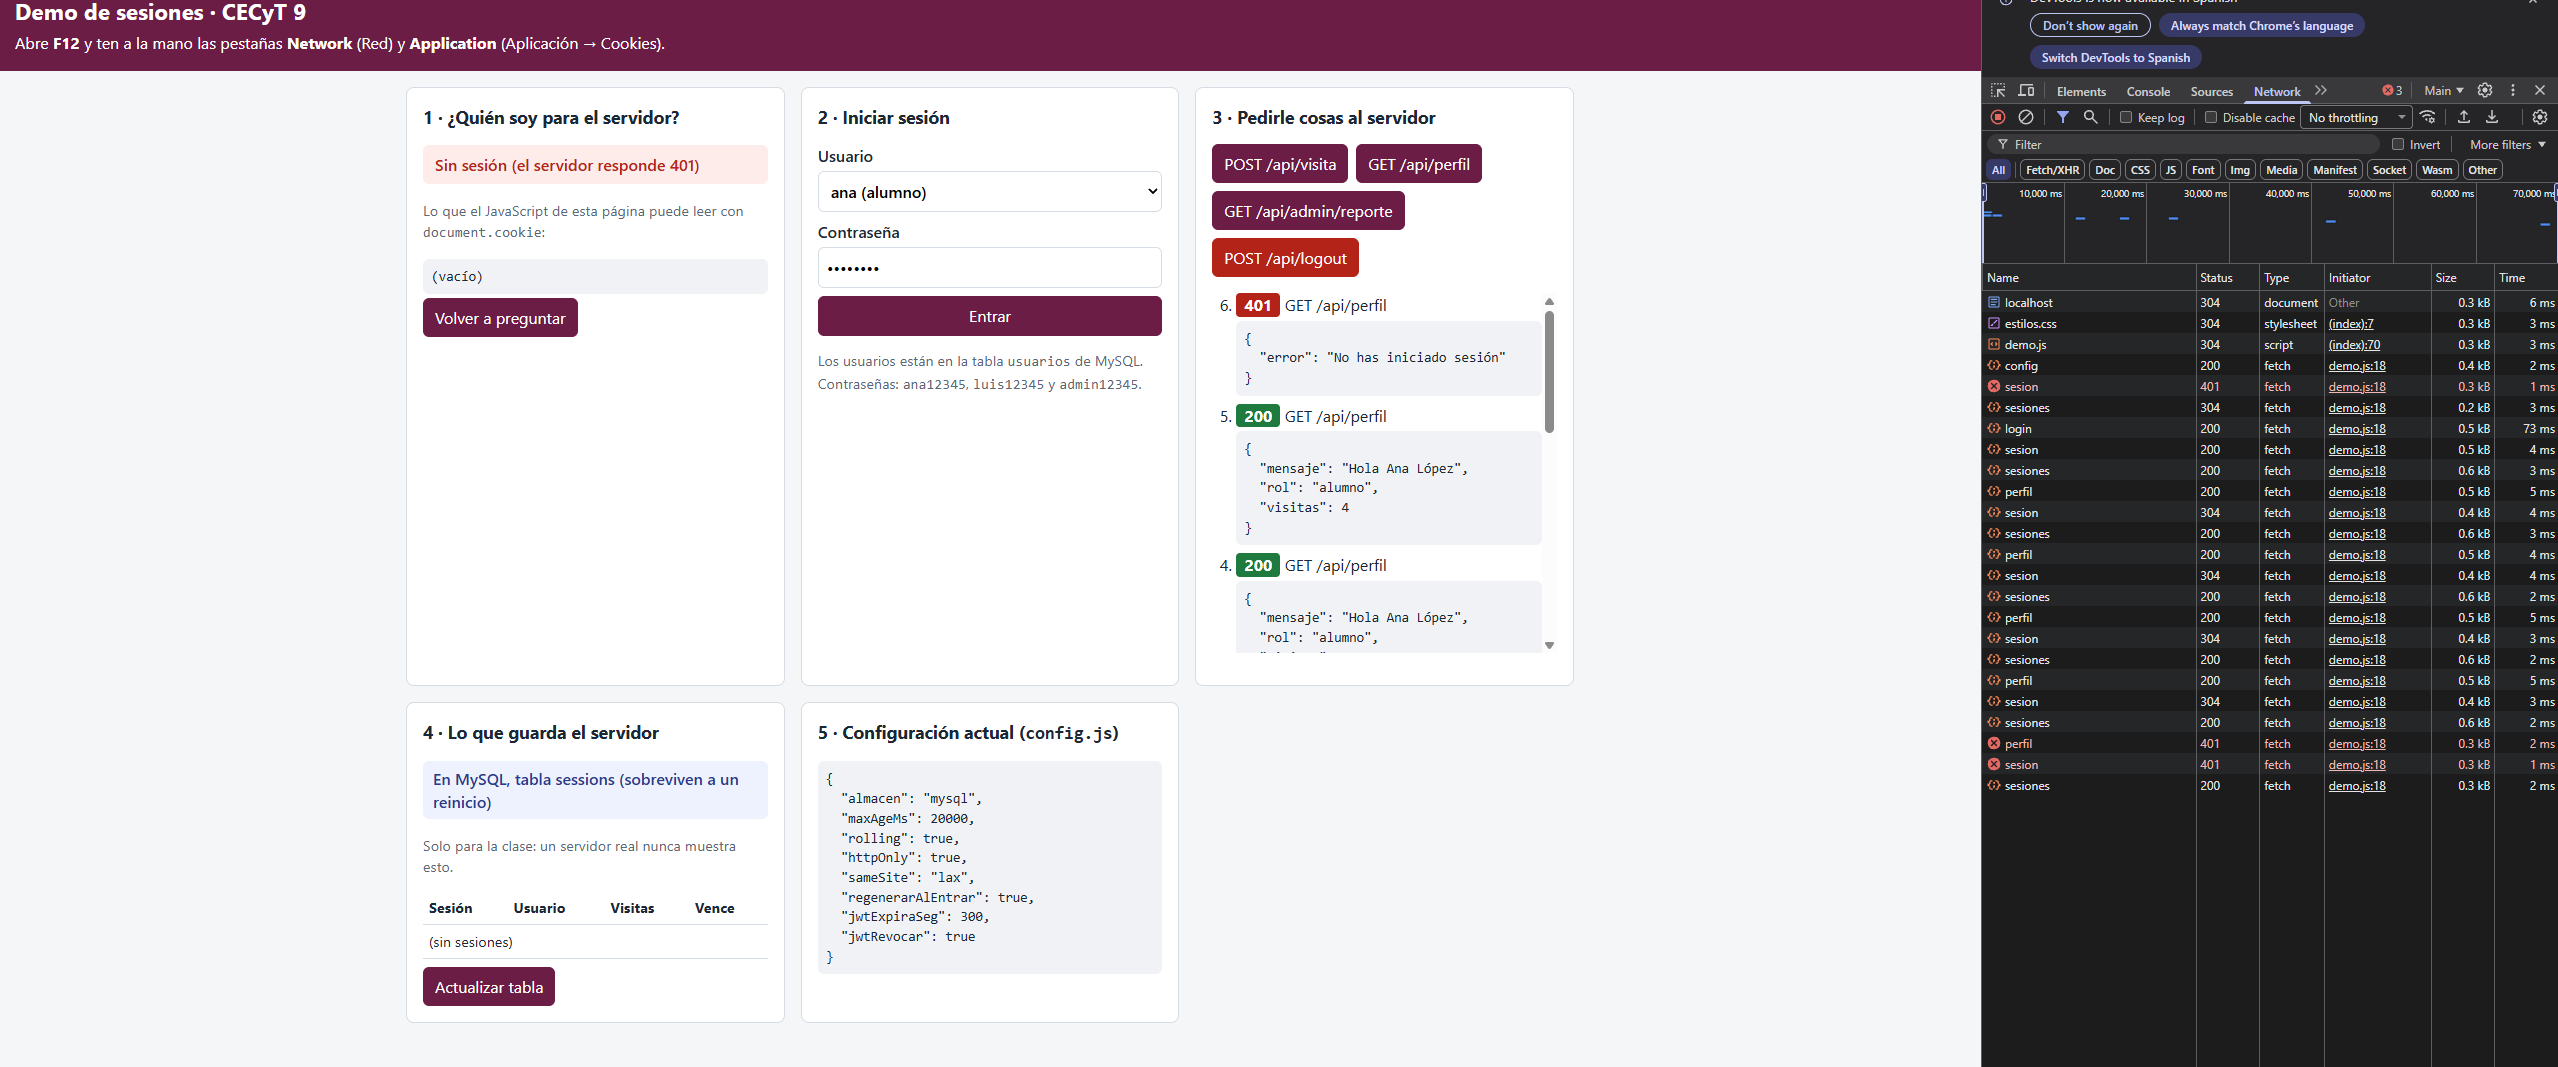 Demo de sesiones · CECyT 9
Abre F12 y ten a la mano las pestañas Network (Red) y Application (Aplicación → Cookies).
1 · ¿Quién soy para el servidor?
Sin sesión (el servidor responde 401)
Lo que el JavaScript de esta página puede leer con
document.cookie:
(vacío)
Volver a preguntar
2 · Iniciar sesión
Usuario
ana (alumno)
Contraseña
••••••••
Entrar
Los usuarios están en la tabla usuarios de MySQL.
Contraseñas: ana12345, luis12345 y admin12345.
3 · Pedirle cosas al servidor
POST /api/visita
GET /api/perfil
GET /api/admin/reporte
POST /api/logout
6. 401 GET /api/perfil
{
"error": "No has iniciado sesión"
}
5. 200 GET /api/perfil
{
"mensaje": "Hola Ana López",
"rol": "alumno",
"visitas": 4
}
4. 200 GET /api/perfil
{
"mensaje": "Hola Ana López",
"rol": "alumno",
4 · Lo que guarda el servidor
En MySQL, tabla sessions (sobreviven a un
reinicio)
Solo para la clase: un servidor real nunca muestra
esto.
Sesión Usuario Visitas Vence
(sin sesiones)
Actualizar tabla
5 · Configuración actual (config.js)
{
"almacen": "mysql",
"maxAgeMs": 20000,
"rolling": true,
"httpOnly": true,
"sameSite": "lax",
"regenerarAlEntrar": true,
"jwtExpiraSeg": 300,
"jwtRevocar": true
}
DevTools is now available in Spanish
Don't show again
Always match Chrome's language
Switch DevTools to Spanish
Elements Console Sources Network 3 Main
Keep log Disable cache No throttling
Filter Invert More filters
All Fetch/XHR Doc CSS JS Font Img Media Manifest Socket Wasm Other
10,000 ms 20,000 ms 30,000 ms 40,000 ms 50,000 ms 60,000 ms 70,000 ms
Name Status Type Initiator Size Time
localhost 304 document Other 0.3 kB 6 ms
estilos.css 304 stylesheet (index):7 0.3 kB 3 ms
demo.js 304 script (index):70 0.3 kB 3 ms
config 200 fetch demo.js:18 0.4 kB 2 ms
sesion 401 fetch demo.js:18 0.3 kB 1 ms
sesiones 304 fetch demo.js:18 0.2 kB 3 ms
login 200 fetch demo.js:18 0.5 kB 73 ms
sesion 200 fetch demo.js:18 0.5 kB 4 ms
sesiones 200 fetch demo.js:18 0.6 kB 3 ms
perfil 200 fetch demo.js:18 0.5 kB 5 ms
sesion 304 fetch demo.js:18 0.4 kB 4 ms
sesiones 200 fetch demo.js:18 0.6 kB 3 ms
perfil 200 fetch demo.js:18 0.5 kB 4 ms
sesion 304 fetch demo.js:18 0.4 kB 4 ms
sesiones 200 fetch demo.js:18 0.6 kB 2 ms
perfil 200 fetch demo.js:18 0.5 kB 5 ms
sesion 304 fetch demo.js:18 0.4 kB 3 ms
sesiones 200 fetch demo.js:18 0.6 kB 2 ms
perfil 200 fetch demo.js:18 0.5 kB 5 ms
sesion 304 fetch demo.js:18 0.4 kB 3 ms
sesiones 200 fetch demo.js:18 0.6 kB 2 ms
perfil 401 fetch demo.js:18 0.3 kB 2 ms
sesion 401 fetch demo.js:18 0.3 kB 1 ms
sesiones 200 fetch demo.js:18 0.3 kB 2 ms